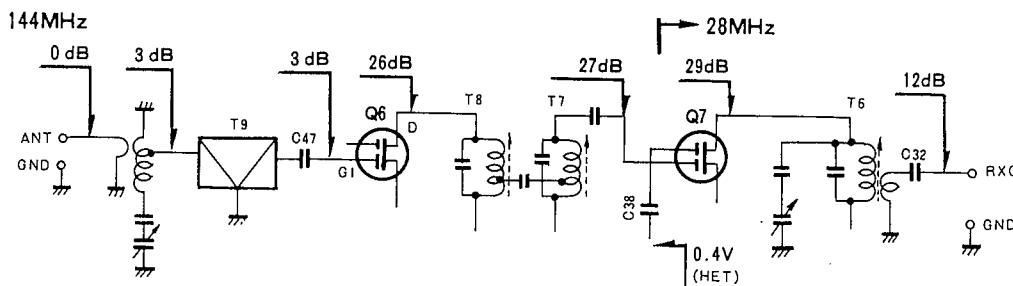 144MHz
28MHz
0 dB
3 dB
3 dB
26dB
27dB
29dB
12dB
ANT
GND
T9
C47
G1
Q6
D
T8
T7
Q7
C38
0.4V
(HET)
T6
C32
RXO
GND